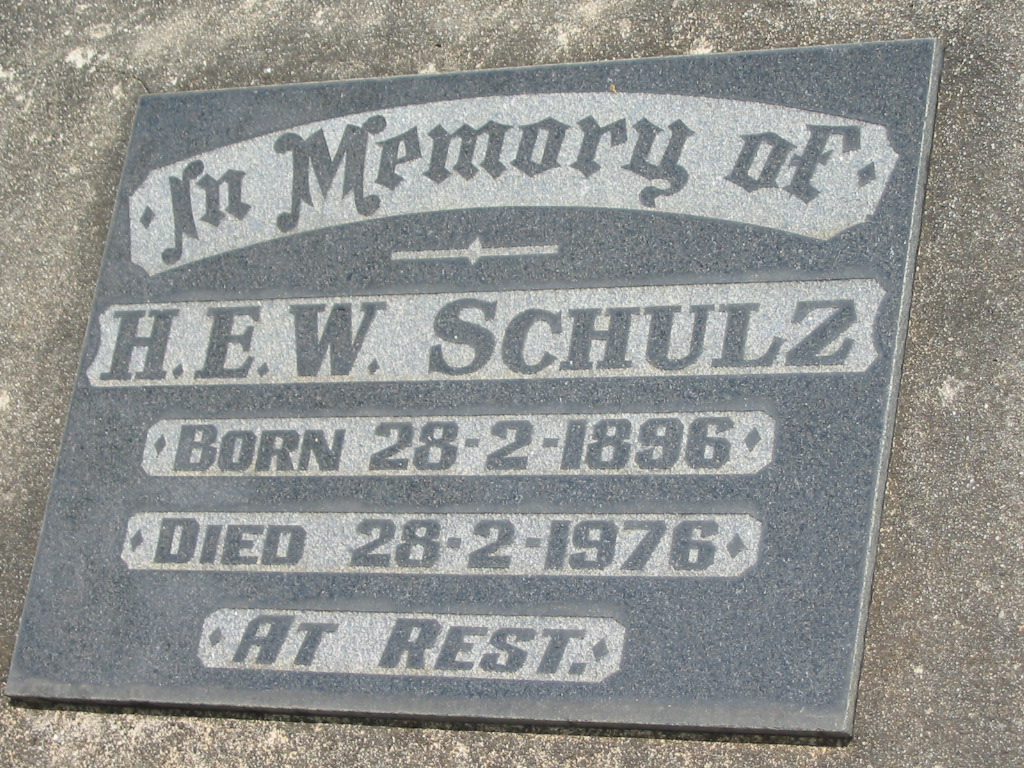 In Memory of
H.E.W. SCHULZ
BORN 28-2-1896
DIED 28-2-1976
AT REST.